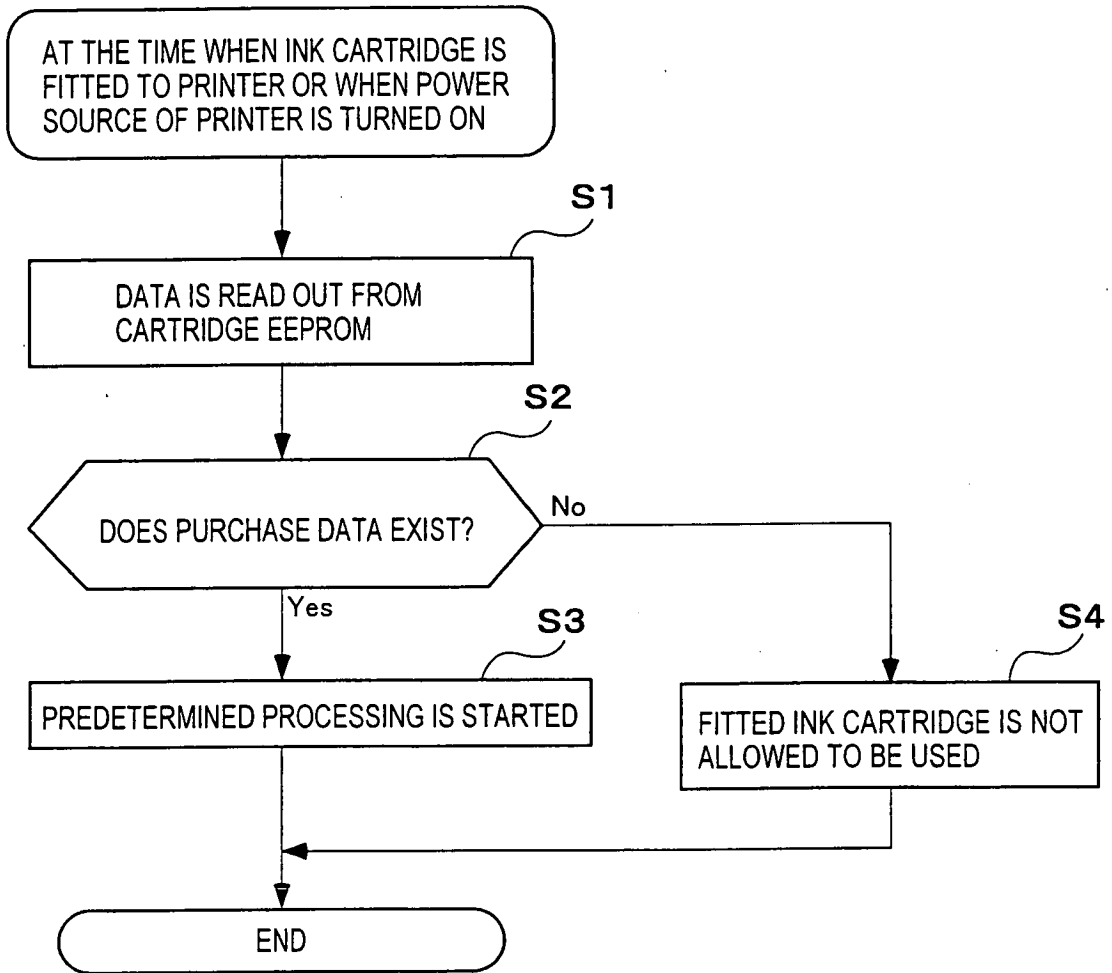 AT THE TIME WHEN INK CARTRIDGE IS
FITTED TO PRINTER OR WHEN POWER
SOURCE OF PRINTER IS TURNED ON
S1
DATA IS READ OUT FROM
CARTRIDGE EEPROM
S2
DOES PURCHASE DATA EXIST?
No
Yes
S3
PREDETERMINED PROCESSING IS STARTED
S4
FITTED INK CARTRIDGE IS NOT
ALLOWED TO BE USED
END